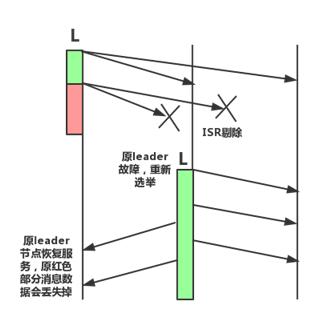 L
ISR剔除
原leader
故障，重新
选举
L
原leader
节点恢复服
务，原红色
部分消息数
据会丢失掉